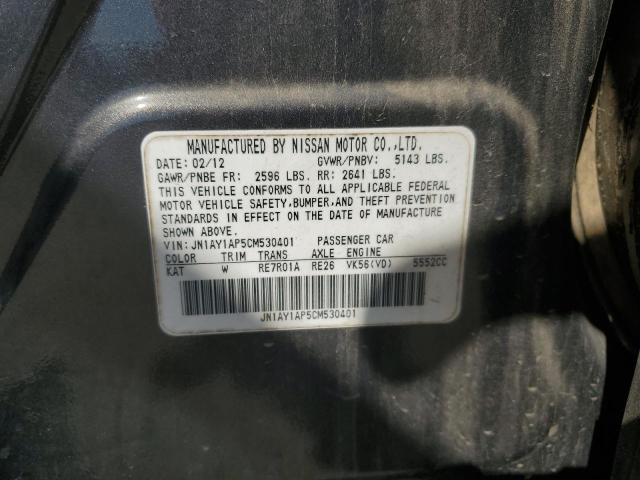 MANUFACTURED BY NISSAN MOTOR CO.,LTD.
DATE: 02/12 GVWR/PNBV: 5143 LBS.
GAWR/PNBE FR: 2596 LBS. RR: 2641 LBS.
THIS VEHICLE CONFORMS TO ALL APPLICABLE FEDERAL
MOTOR VEHICLE SAFETY,BUMPER,AND THEFT PREVENTION
STANDARDS IN EFFECT ON THE DATE OF MANUFACTURE
SHOWN ABOVE.
VIN: JN1AY1AP5CM530401 PASSENGER CAR
COLOR TRIM TRANS AXLE ENGINE
KAT W RE7R01A RE26 VK56(VD) 5552CC
JN1AY1AP5CM530401